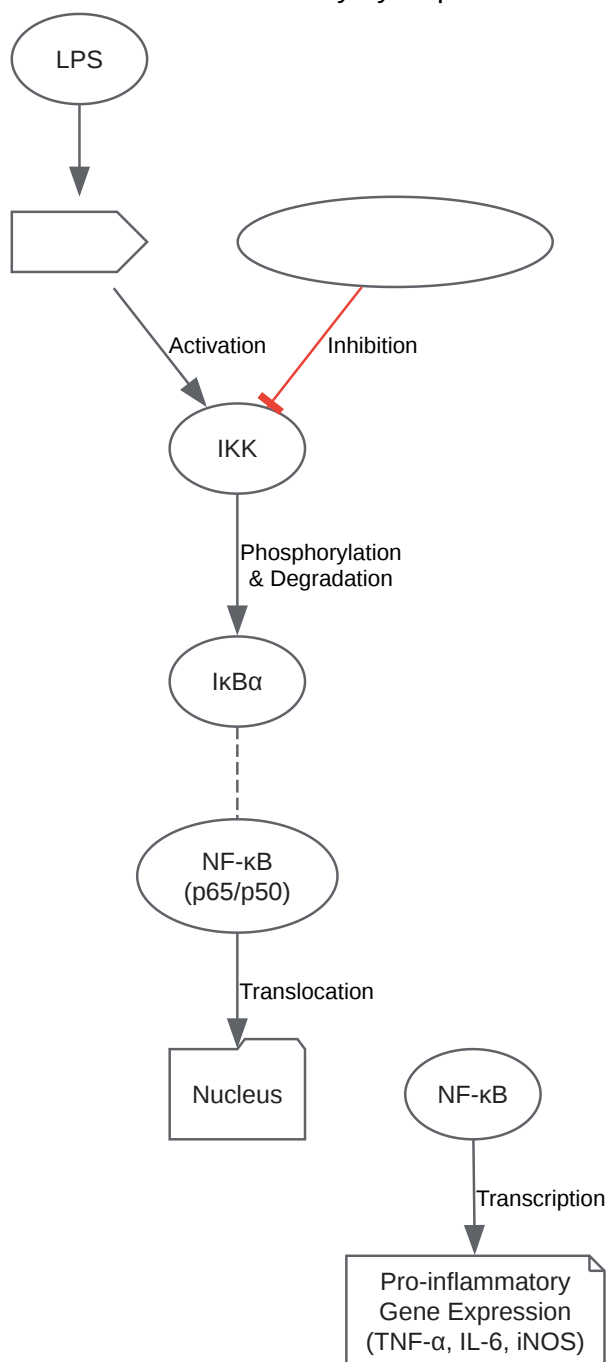 LPS
Activation
Inhibition
IKK
Phosphorylation
& Degradation
IκBα
NF-κB
(p65/p50)
Translocation
Nucleus
NF-κB
Transcription
Pro-inflammatory
Gene Expression
(TNF-α, IL-6, iNOS)